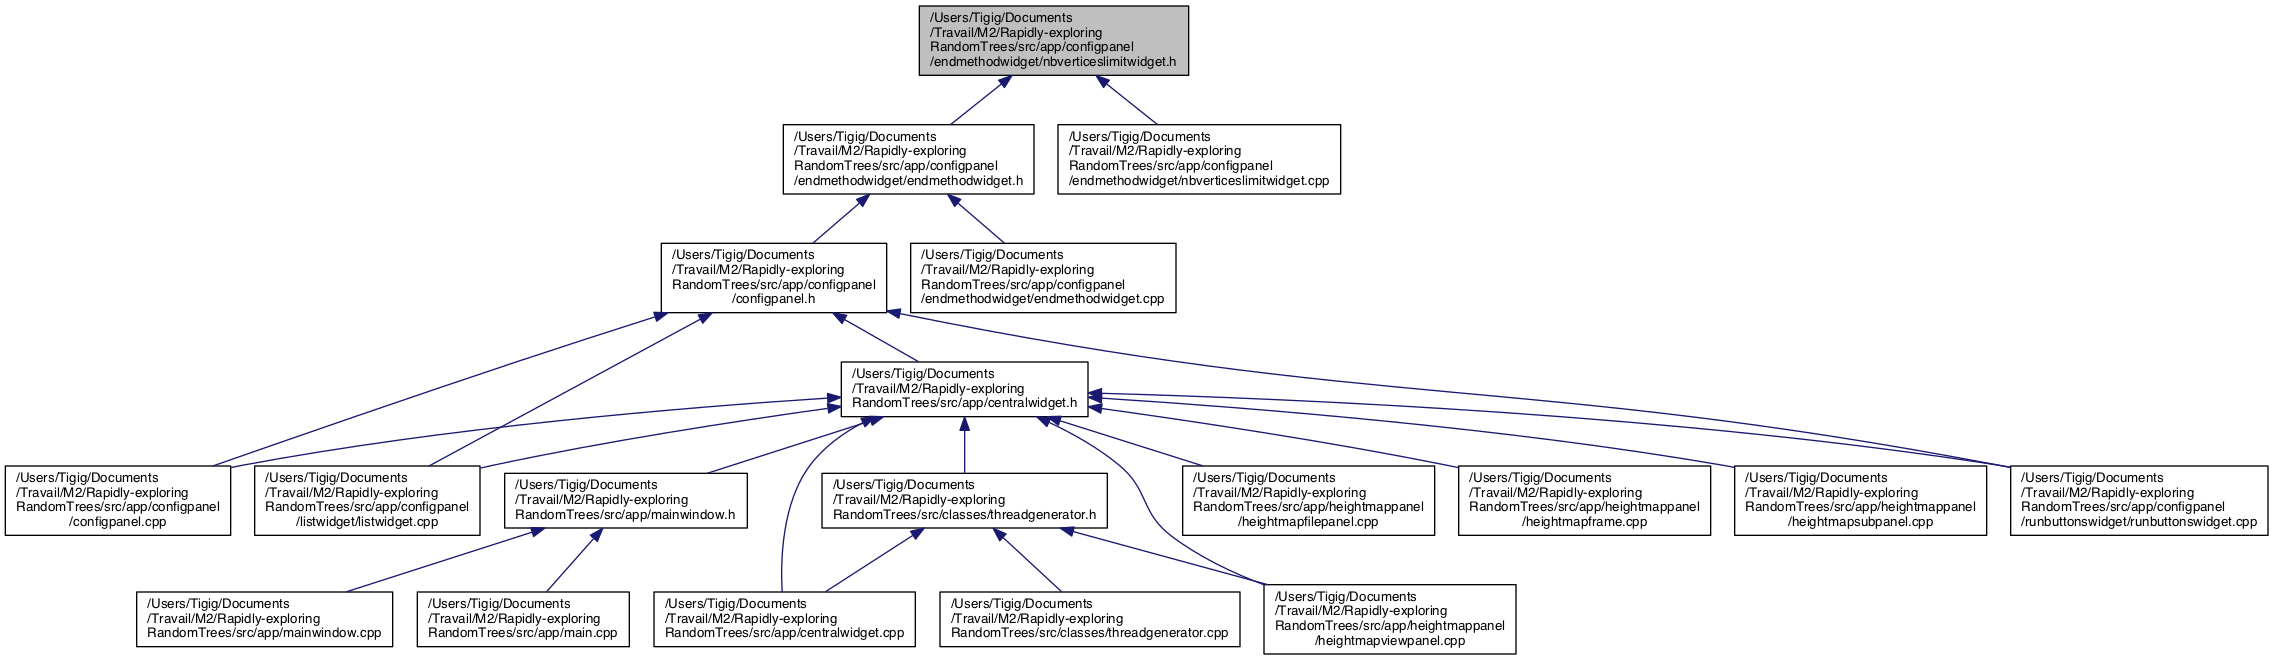 /Users/Tigig/Documents
/Travail/M2/Rapidly-exploring
RandomTrees/src/app/configpanel
/endmethodwidget/nbverticeslimitwidget.h
/Users/Tigig/Documents
/Travail/M2/Rapidly-exploring
RandomTrees/src/app/configpanel
/endmethodwidget/endmethodwidget.h
/Users/Tigig/Documents
/Travail/M2/Rapidly-exploring
RandomTrees/src/app/configpanel
/endmethodwidget/nbverticeslimitwidget.cpp
/Users/Tigig/Documents
/Travail/M2/Rapidly-exploring
RandomTrees/src/app/configpanel
/configpanel.h
/Users/Tigig/Documents
/Travail/M2/Rapidly-exploring
RandomTrees/src/app/configpanel
/endmethodwidget/endmethodwidget.cpp
/Users/Tigig/Documents
/Travail/M2/Rapidly-exploring
RandomTrees/src/app/centralwidget.h
/Users/Tigig/Documents
/Travail/M2/Rapidly-exploring
RandomTrees/src/app/configpanel
/configpanel.cpp
/Users/Tigig/Documents
/Travail/M2/Rapidly-exploring
RandomTrees/src/app/configpanel
/listwidget/listwidget.cpp
/Users/Tigig/Documents
/Travail/M2/Rapidly-exploring
RandomTrees/src/app/mainwindow.h
/Users/Tigig/Documents
/Travail/M2/Rapidly-exploring
RandomTrees/src/classes/threadgenerator.h
/Users/Tigig/Documents
/Travail/M2/Rapidly-exploring
RandomTrees/src/app/heightmappanel
/heightmapfilepanel.cpp
/Users/Tigig/Documents
/Travail/M2/Rapidly-exploring
RandomTrees/src/app/heightmappanel
/heightmapframe.cpp
/Users/Tigig/Documents
/Travail/M2/Rapidly-exploring
RandomTrees/src/app/heightmappanel
/heightmapsubpanel.cpp
/Users/Tigig/Documents
/Travail/M2/Rapidly-exploring
RandomTrees/src/app/configpanel
/runbuttonswidget/runbuttonswidget.cpp
/Users/Tigig/Documents
/Travail/M2/Rapidly-exploring
RandomTrees/src/app/mainwindow.cpp
/Users/Tigig/Documents
/Travail/M2/Rapidly-exploring
RandomTrees/src/app/main.cpp
/Users/Tigig/Documents
/Travail/M2/Rapidly-exploring
RandomTrees/src/app/centralwidget.cpp
/Users/Tigig/Documents
/Travail/M2/Rapidly-exploring
RandomTrees/src/classes/threadgenerator.cpp
/Users/Tigig/Documents
/Travail/M2/Rapidly-exploring
RandomTrees/src/app/heightmappanel
/heightmapviewpanel.cpp